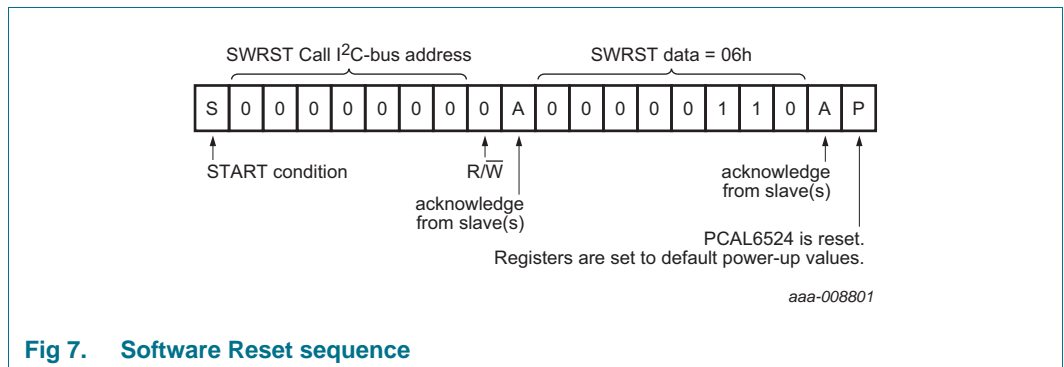 SWRST Call I2C-bus address SWRST data = 06h
S 0 0 0 0 0 0 0 0 A 0 0 0 0 0 1 1 0 A P
START condition R/W̅ acknowledge
acknowledge from slave(s)
from slave(s)
PCAL6524 is reset.
Registers are set to default power-up values.
aaa-008801
Fig 7. Software Reset sequence